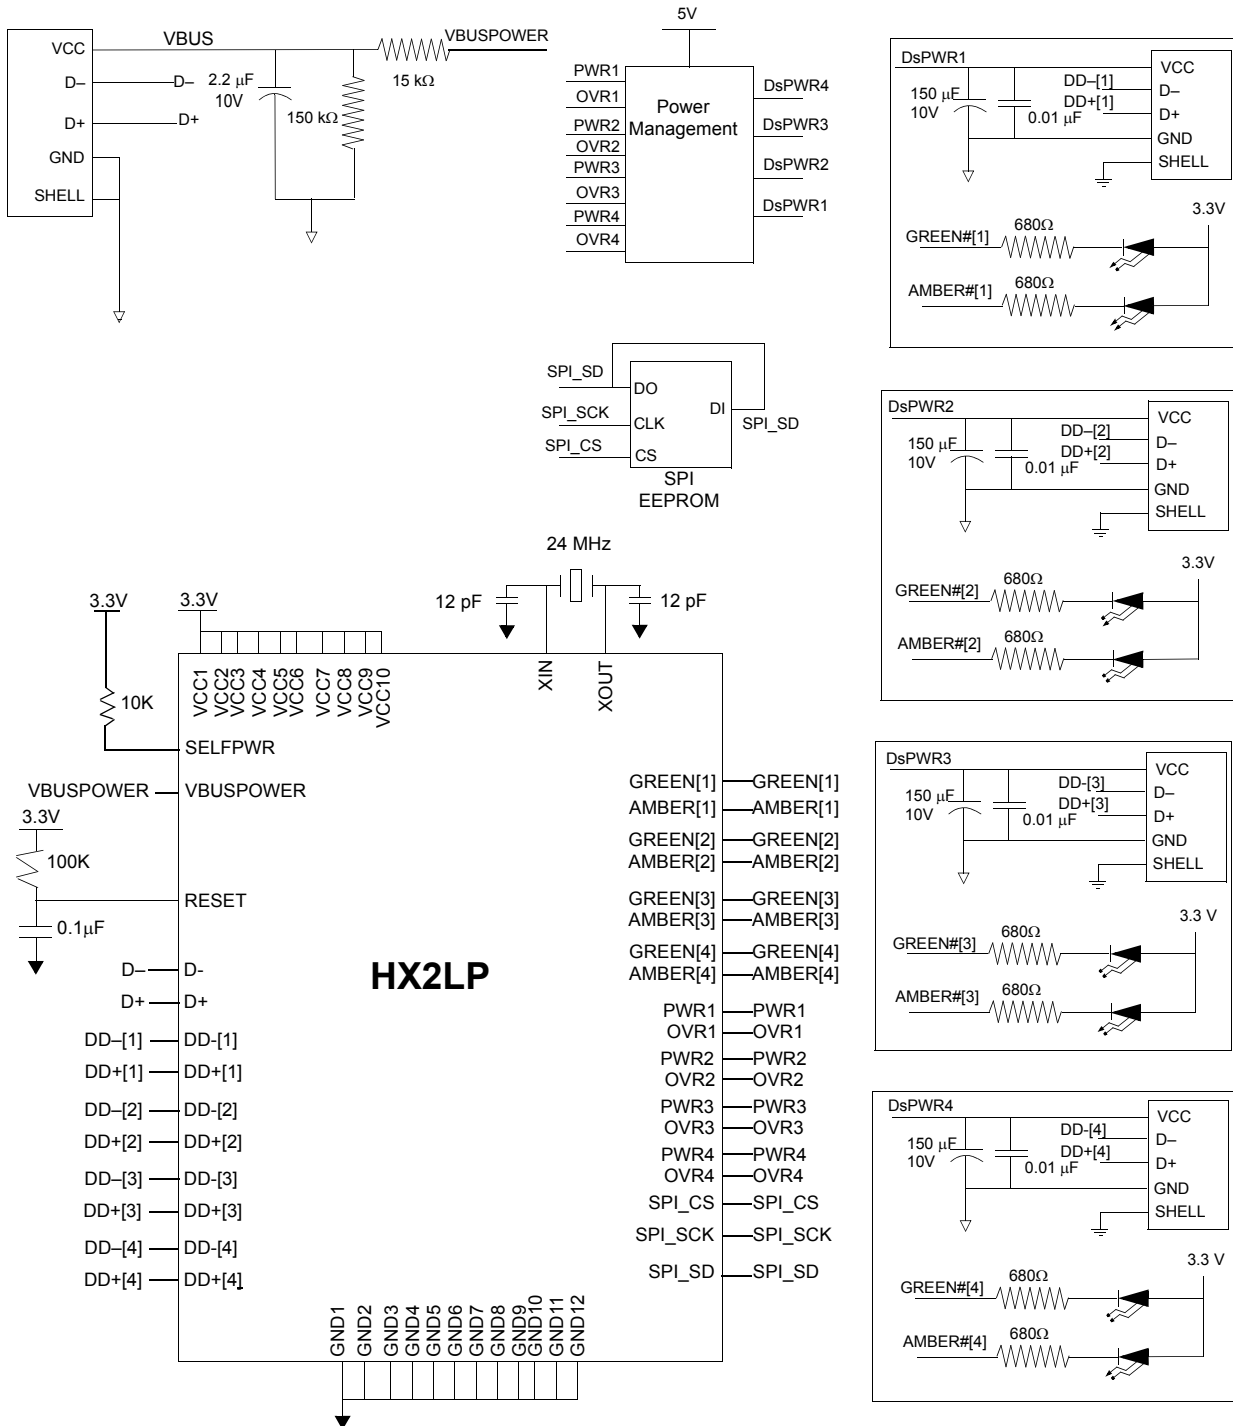 VCC
D–
D+
GND
SHELL
VBUS
D–
D+
2.2 µF
10V
150 kΩ
15 kΩ
VBUSPOWER
5V
PWR1
OVR1
PWR2
OVR2
PWR3
OVR3
PWR4
OVR4
Power
Management
DsPWR4
DsPWR3
DsPWR2
DsPWR1
SPI_SD
SPI_SCK
SPI_CS
DO
CLK
CS
DI
SPI_SD
SPI
EEPROM
DsPWR1
150 µF
10V
0.01 µF
DD–[1]
DD+[1]
VCC
D–
D+
GND
SHELL
3.3V
GREEN#[1]
680Ω
AMBER#[1]
680Ω
DsPWR2
150 µF
10V
0.01 µF
DD–[2]
DD+[2]
VCC
D–
D+
GND
SHELL
3.3V
GREEN#[2]
680Ω
AMBER#[2]
680Ω
DsPWR3
150 µF
10V
0.01 µF
DD-[3]
DD+[3]
VCC
D–
D+
GND
SHELL
3.3 V
GREEN#[3]
680Ω
AMBER#[3]
680Ω
DsPWR4
150 µF
10V
0.01 µF
DD-[4]
DD+[4]
VCC
D–
D+
GND
SHELL
3.3 V
GREEN#[4]
680Ω
AMBER#[4]
680Ω
24 MHz
12 pF
12 pF
XIN
XOUT
3.3V
3.3V
10K
VCC1
VCC2
VCC3
VCC4
VCC5
VCC6
VCC7
VCC8
VCC9
VCC10
SELFPWR
VBUSPOWER
VBUSPOWER
3.3V
100K
RESET
0.1µF
HX2LP
D–
D-
D+
D+
DD–[1]
DD-[1]
DD+[1]
DD+[1]
DD–[2]
DD-[2]
DD+[2]
DD+[2]
DD–[3]
DD-[3]
DD+[3]
DD+[3]
DD–[4]
DD-[4]
DD+[4]
DD+[4]
GREEN[1]
GREEN[1]
AMBER[1]
AMBER[1]
GREEN[2]
GREEN[2]
AMBER[2]
AMBER[2]
GREEN[3]
GREEN[3]
AMBER[3]
AMBER[3]
GREEN[4]
GREEN[4]
AMBER[4]
AMBER[4]
PWR1
PWR1
OVR1
OVR1
PWR2
PWR2
OVR2
OVR2
PWR3
PWR3
OVR3
OVR3
PWR4
PWR4
OVR4
OVR4
SPI_CS
SPI_CS
SPI_SCK
SPI_SCK
SPI_SD
SPI_SD
GND1
GND2
GND3
GND4
GND5
GND6
GND7
GND8
GND9
GND10
GND11
GND12